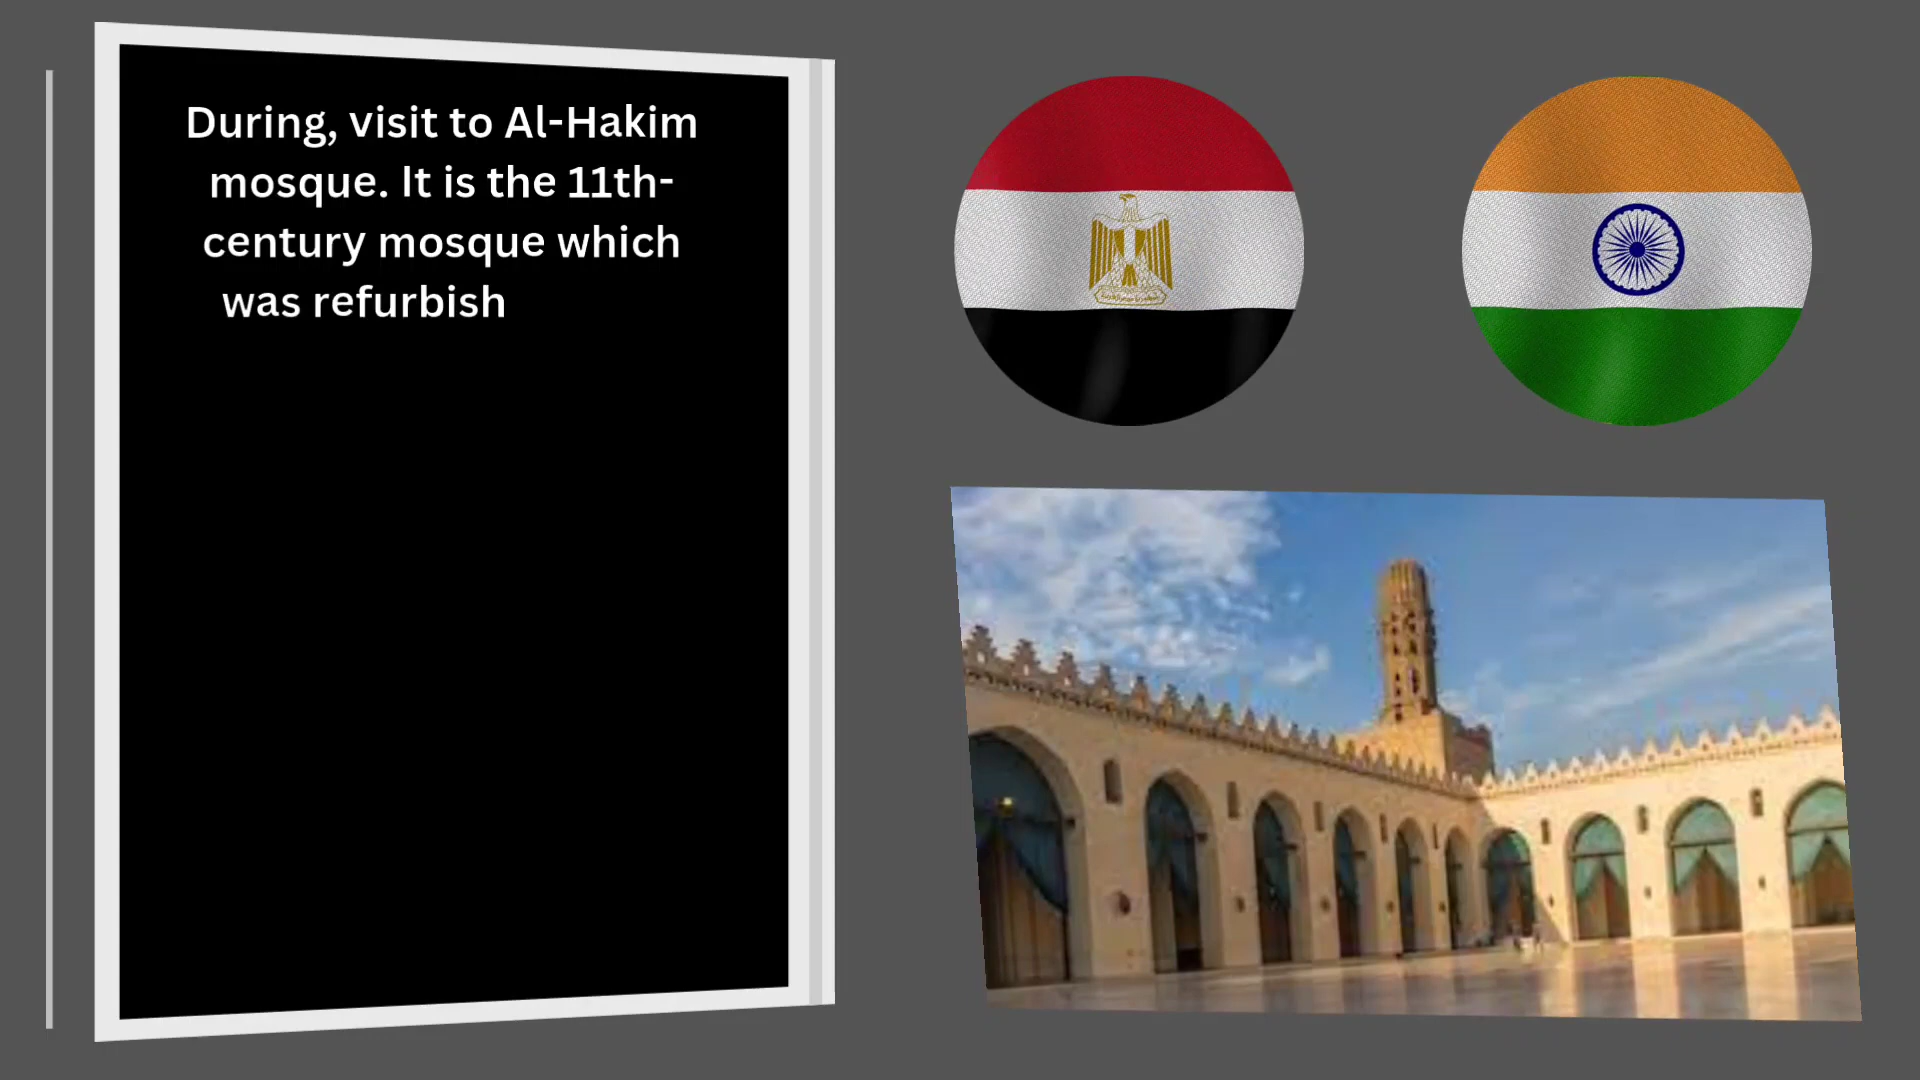 During, visit to Al-Hakim
mosque. It is the 11th-
century mosque which
was refurbish